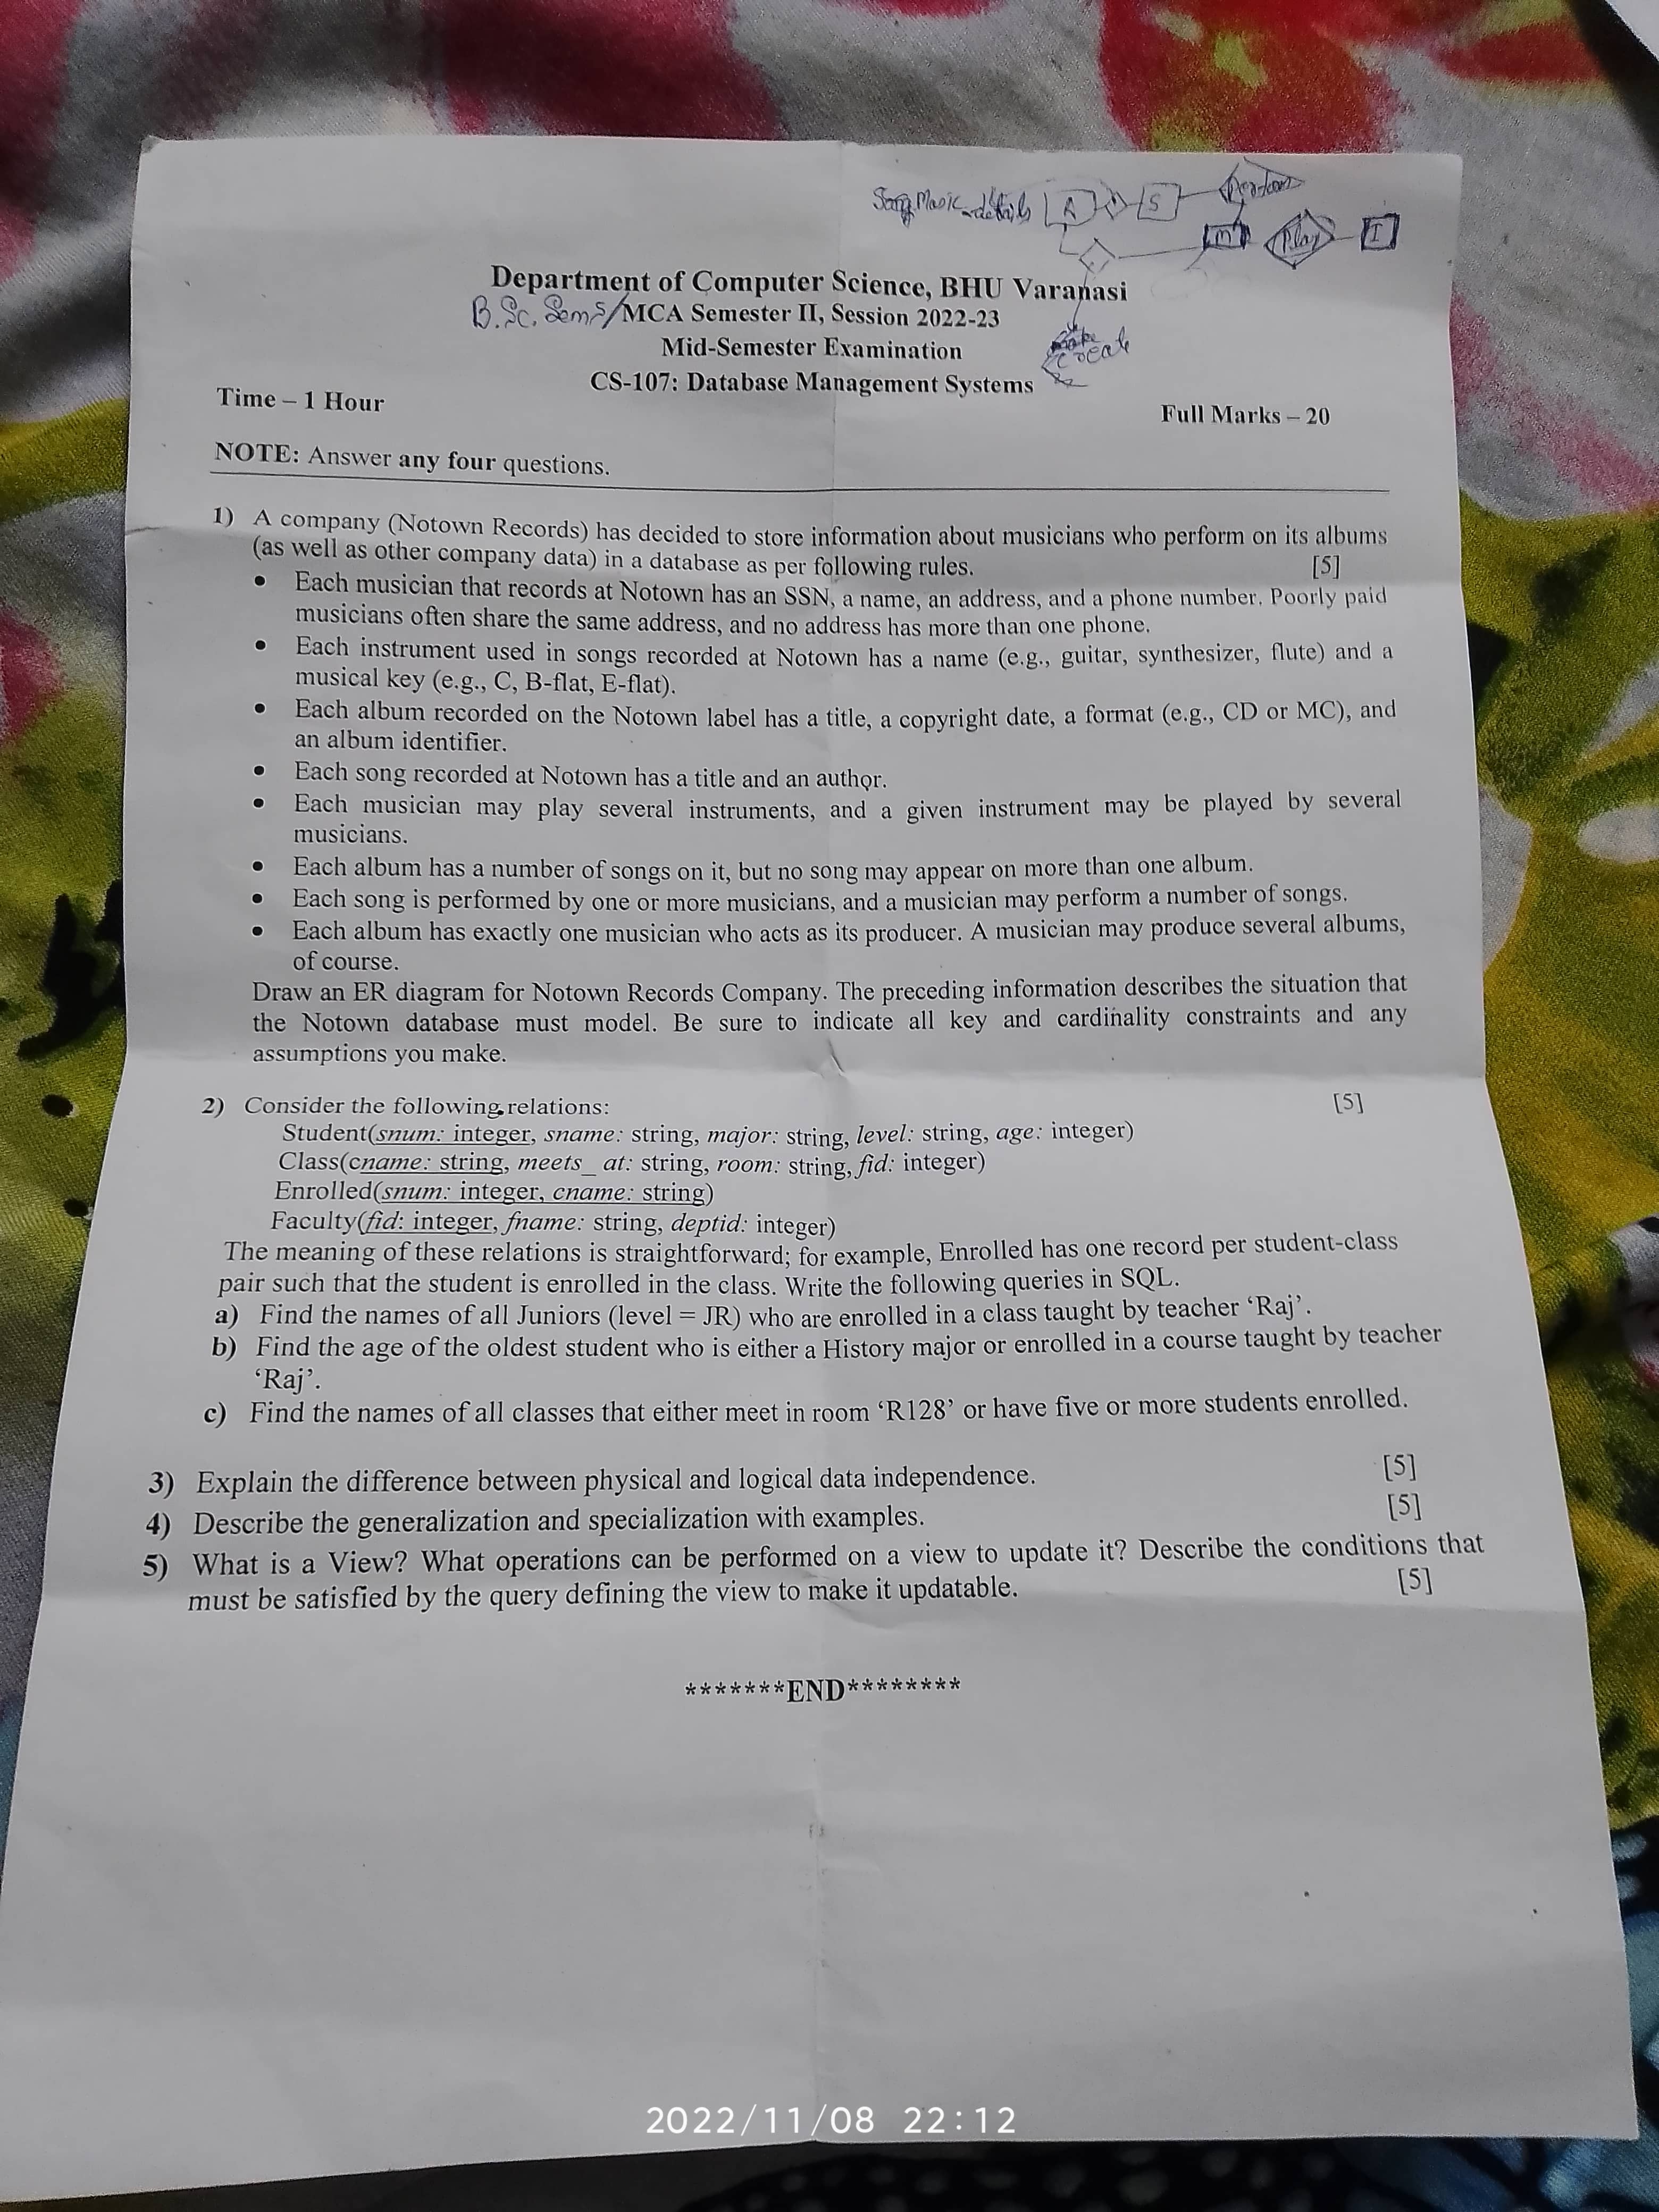 Song Music_details A S Perform
m Play I
Department of Computer Science, BHU Varanasi
B.Sc. Sem 5/MCA Semester II, Session 2022-23
create
Mid-Semester Examination
CS-107: Database Management Systems
Time – 1 Hour
Full Marks – 20
NOTE: Answer any four questions.
1) A company (Notown Records) has decided to store information about musicians who perform on its albums
(as well as other company data) in a database as per following rules. [5]
• Each musician that records at Notown has an SSN, a name, an address, and a phone number. Poorly paid
musicians often share the same address, and no address has more than one phone.
• Each instrument used in songs recorded at Notown has a name (e.g., guitar, synthesizer, flute) and a
musical key (e.g., C, B-flat, E-flat).
• Each album recorded on the Notown label has a title, a copyright date, a format (e.g., CD or MC), and
an album identifier.
• Each song recorded at Notown has a title and an author.
• Each musician may play several instruments, and a given instrument may be played by several
musicians.
• Each album has a number of songs on it, but no song may appear on more than one album.
• Each song is performed by one or more musicians, and a musician may perform a number of songs.
• Each album has exactly one musician who acts as its producer. A musician may produce several albums,
of course.
Draw an ER diagram for Notown Records Company. The preceding information describes the situation that
the Notown database must model. Be sure to indicate all key and cardinality constraints and any
assumptions you make.
2) Consider the following relations: [5]
Student(snum: integer, sname: string, major: string, level: string, age: integer)
Class(cname: string, meets_ at: string, room: string, fid: integer)
Enrolled(snum: integer, cname: string)
Faculty(fid: integer, fname: string, deptid: integer)
The meaning of these relations is straightforward; for example, Enrolled has one record per student-class
pair such that the student is enrolled in the class. Write the following queries in SQL.
a) Find the names of all Juniors (level = JR) who are enrolled in a class taught by teacher ‘Raj’.
b) Find the age of the oldest student who is either a History major or enrolled in a course taught by teacher
‘Raj’.
c) Find the names of all classes that either meet in room ‘R128’ or have five or more students enrolled.
3) Explain the difference between physical and logical data independence. [5]
4) Describe the generalization and specialization with examples. [5]
5) What is a View? What operations can be performed on a view to update it? Describe the conditions that
must be satisfied by the query defining the view to make it updatable. [5]
*******END********
2022/11/08 22:12